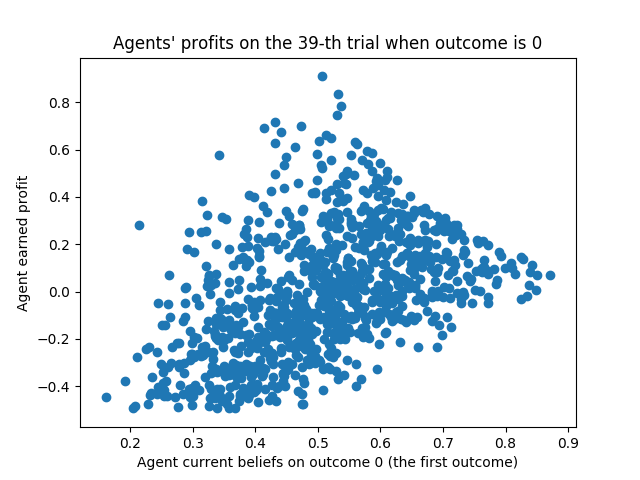 Agents' profits on the 39-th trial when outcome is 0
Agent earned profit
0.8
0.6
0.4
0.2
0.0
−0.2
−0.4
0.2 0.3 0.4 0.5 0.6 0.7 0.8 0.9
Agent current beliefs on outcome 0 (the first outcome)